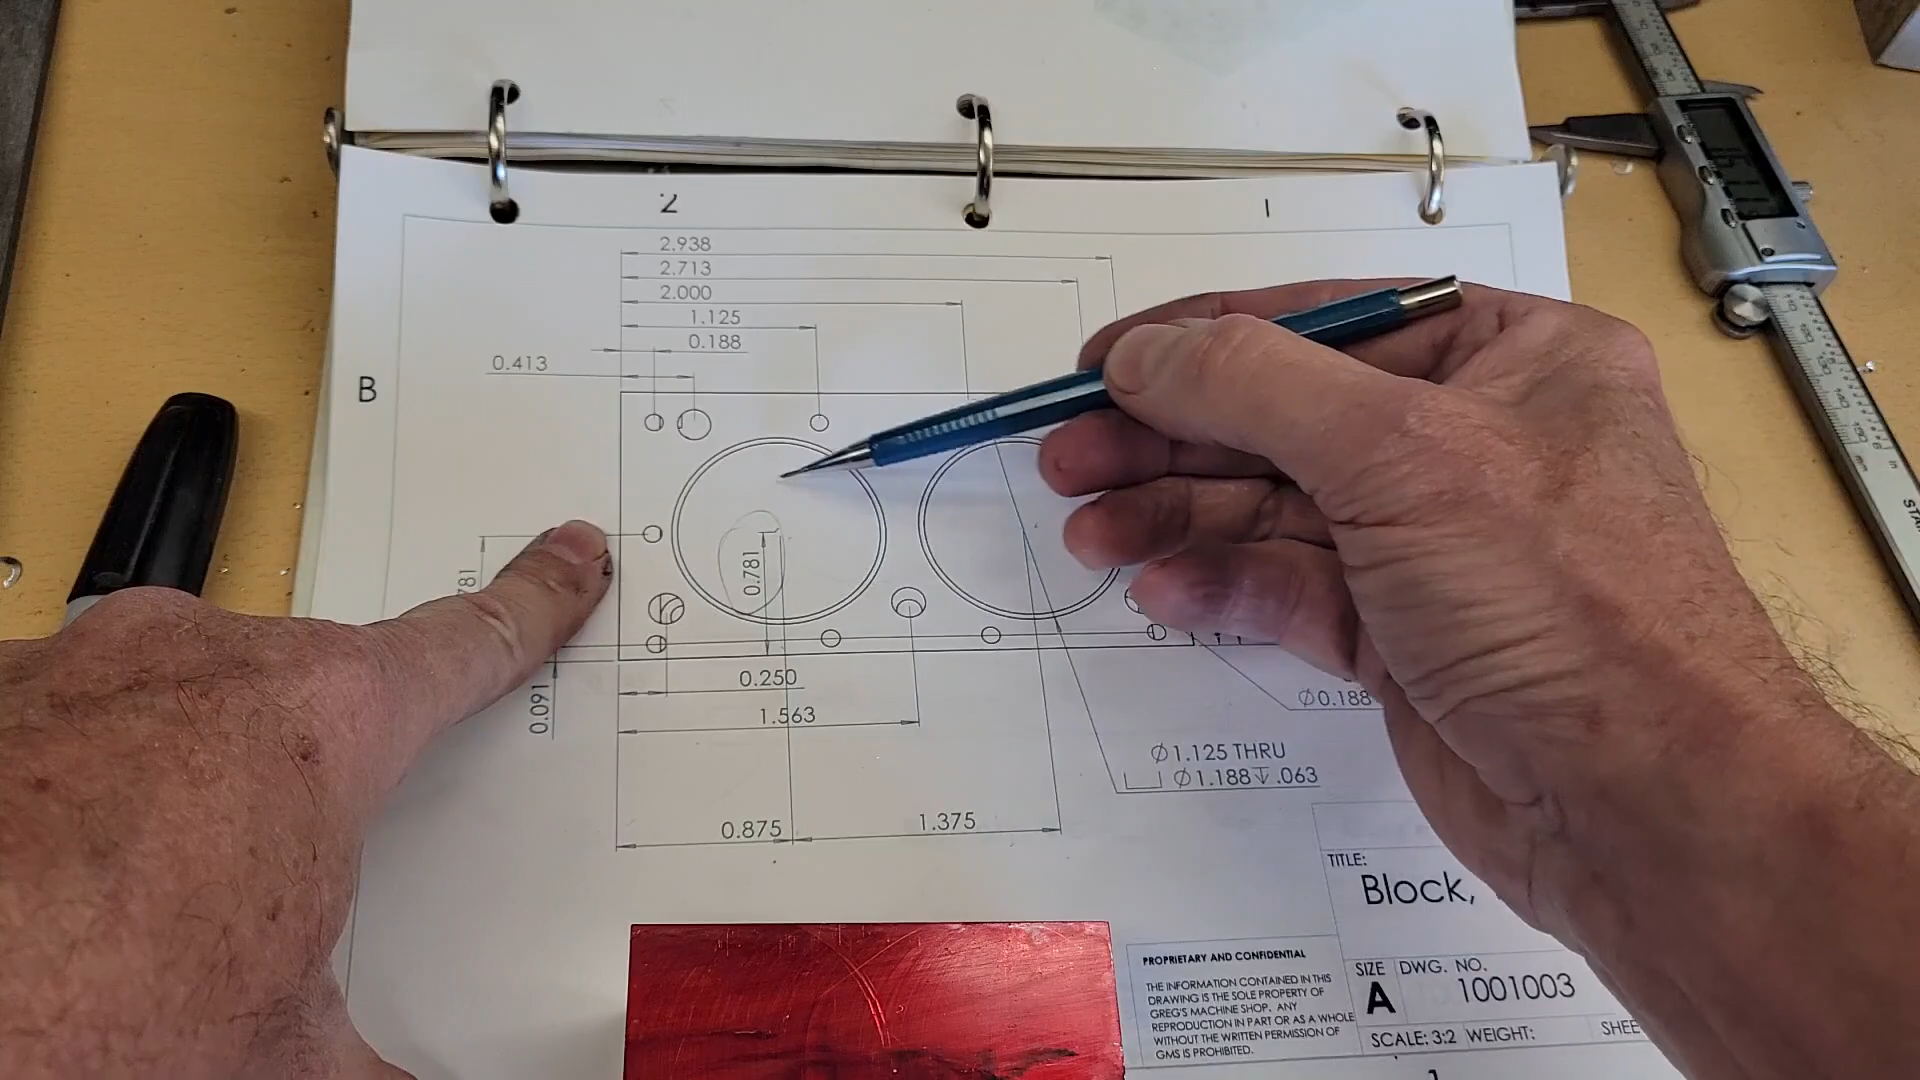 2
1
2.938
2.713
2.000
1.125
0.188
0.413
B
781
0.781
0.091
0.250
1.563
Ø0.188
Ø1.125 THRU
⌴ Ø1.188↧.063
0.875
1.375
TITLE:
Block,
PROPRIETARY AND CONFIDENTIAL
THE INFORMATION CONTAINED IN THIS
DRAWING IS THE SOLE PROPERTY OF
GREG'S MACHINE SHOP. ANY
REPRODUCTION IN PART OR AS A WHOLE
WITHOUT THE WRITTEN PERMISSION OF
GMS IS PROHIBITED.
SIZE
A
DWG. NO.
1001003
SCALE: 3:2
WEIGHT:
SHEE